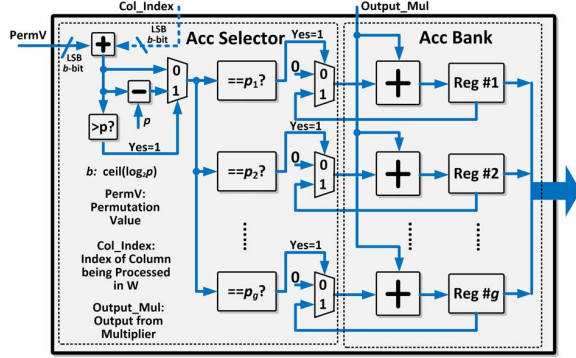 Col_Index
Output_Mul
PermV
LSB
b-bit
LSB
b-bit
Acc Selector
Acc Bank
+
0
1
−
p
>p?
Yes=1
b: ceil(log₂p)
PermV:
Permutation
Value
Col_Index:
Index of Column
being Processed
in W
Output_Mul:
Output from
Multiplier
==p₁?
Yes=1
0
0
1
+
Reg #1
==p₂?
Yes=1
0
0
1
+
Reg #2
==p_g?
Yes=1
0
0
1
+
Reg #g